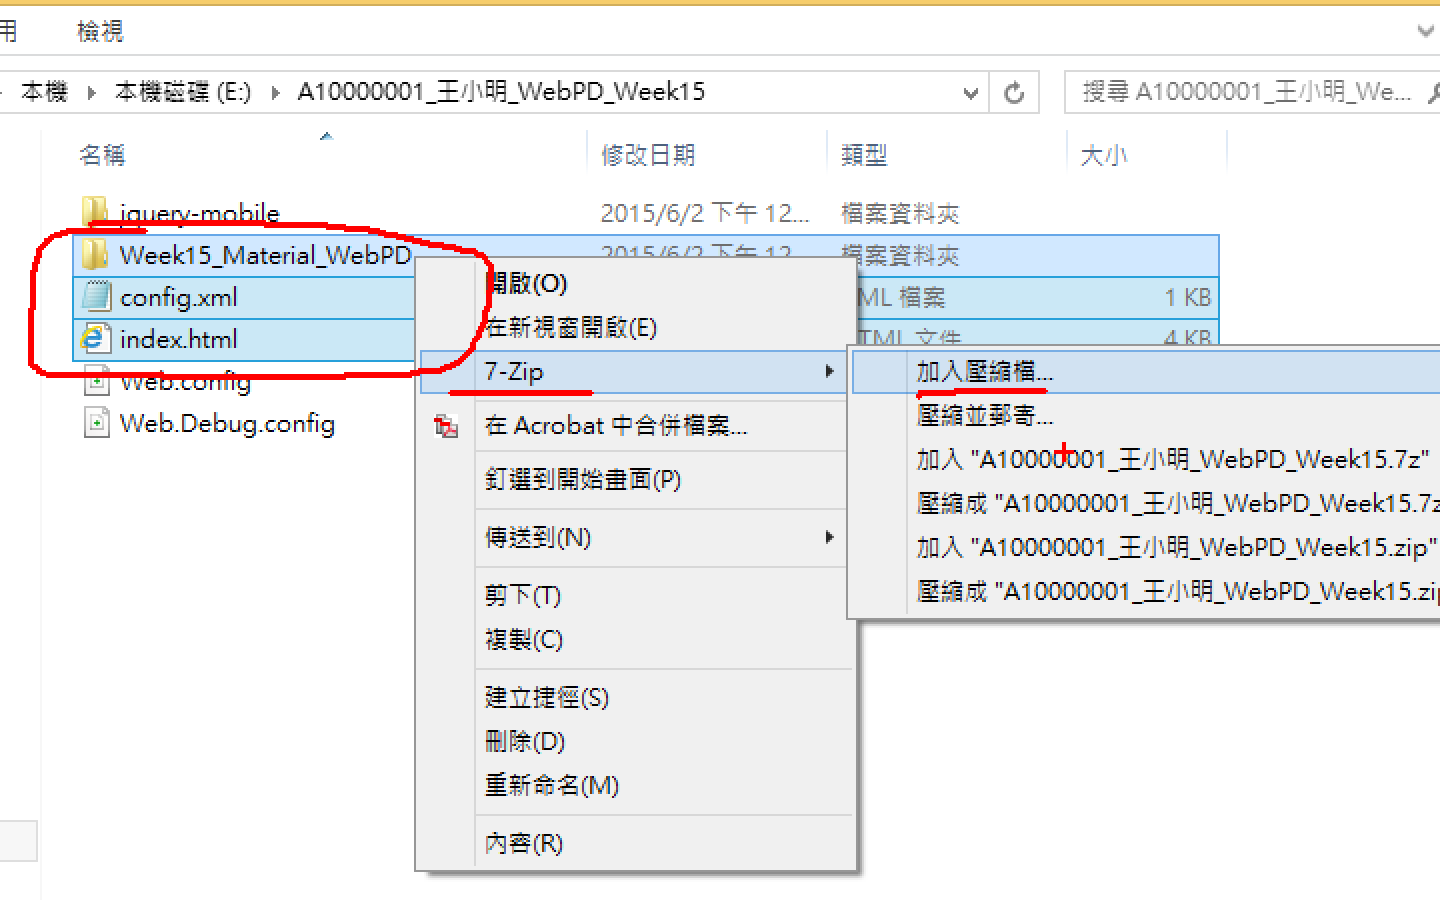 用 檢視
本機 本機磁碟 (E:) A10000001_王小明_WebPD_Week15
搜尋 A10000001_王小明_We...
名稱 修改日期 類型 大小
jquery-mobile 2015/6/2 下午 12... 檔案資料夾
Week15_Material_WebPD 2015/6/2 下午 12... 檔案資料夾
config.xml ML 檔案 1 KB
index.html TML 文件 4 KB
Web.config
Web.Debug.config
開啟(O)
在新視窗開啟(E)
7-Zip
在 Acrobat 中合併檔案...
釘選到開始畫面(P)
傳送到(N)
剪下(T)
複製(C)
建立捷徑(S)
刪除(D)
重新命名(M)
內容(R)
加入壓縮檔...
壓縮並郵寄...
加入 "A10000001_王小明_WebPD_Week15.7z"
壓縮成 "A10000001_王小明_WebPD_Week15.7z
加入 "A10000001_王小明_WebPD_Week15.zip"
壓縮成 "A10000001_王小明_WebPD_Week15.zip